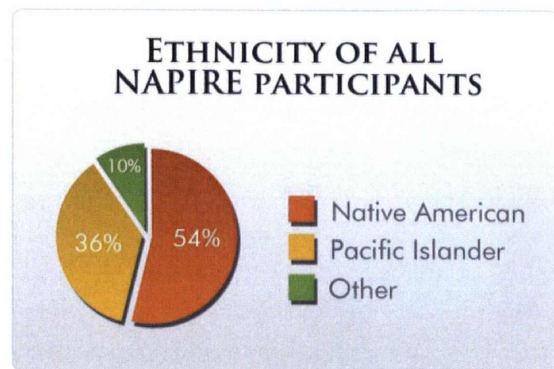 ETHNICITY OF ALL
NAPIRE PARTICIPANTS
10%
36%
54%
Native American
Pacific Islander
Other